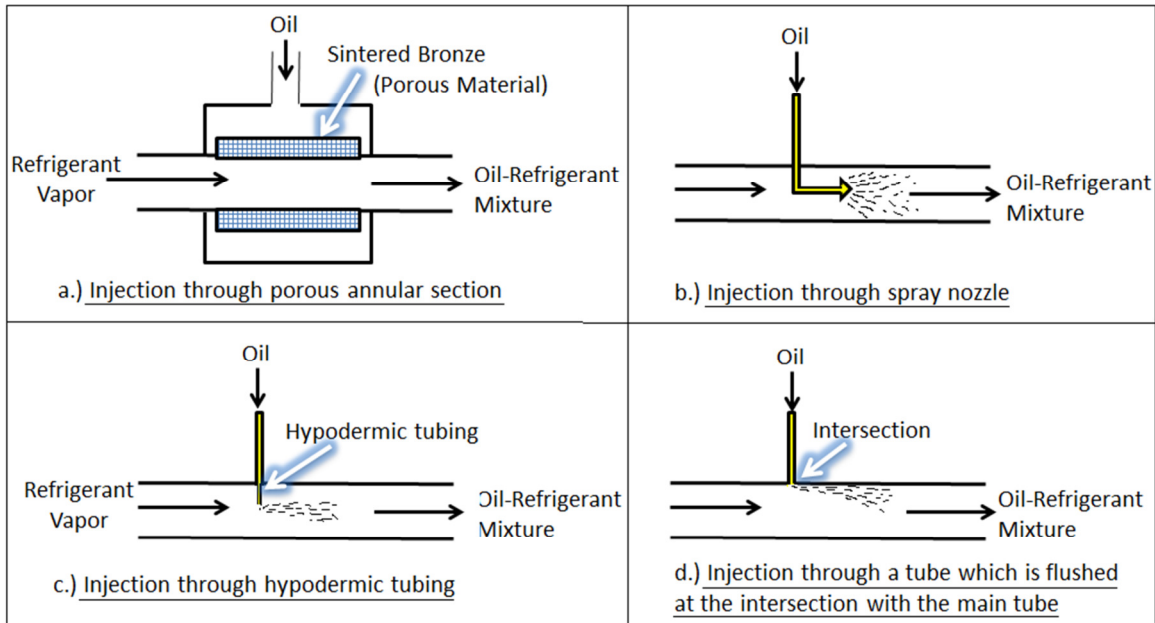 Oil
Sintered Bronze
(Porous Material)
Refrigerant
Vapor
Oil-Refrigerant
Mixture
a.) Injection through porous annular section
Oil
Oil-Refrigerant
Mixture
b.) Injection through spray nozzle
Oil
Hypodermic tubing
Refrigerant
Vapor
Oil-Refrigerant
Mixture
c.) Injection through hypodermic tubing
Oil
Intersection
Oil-Refrigerant
Mixture
d.) Injection through a tube which is flushed
at the intersection with the main tube